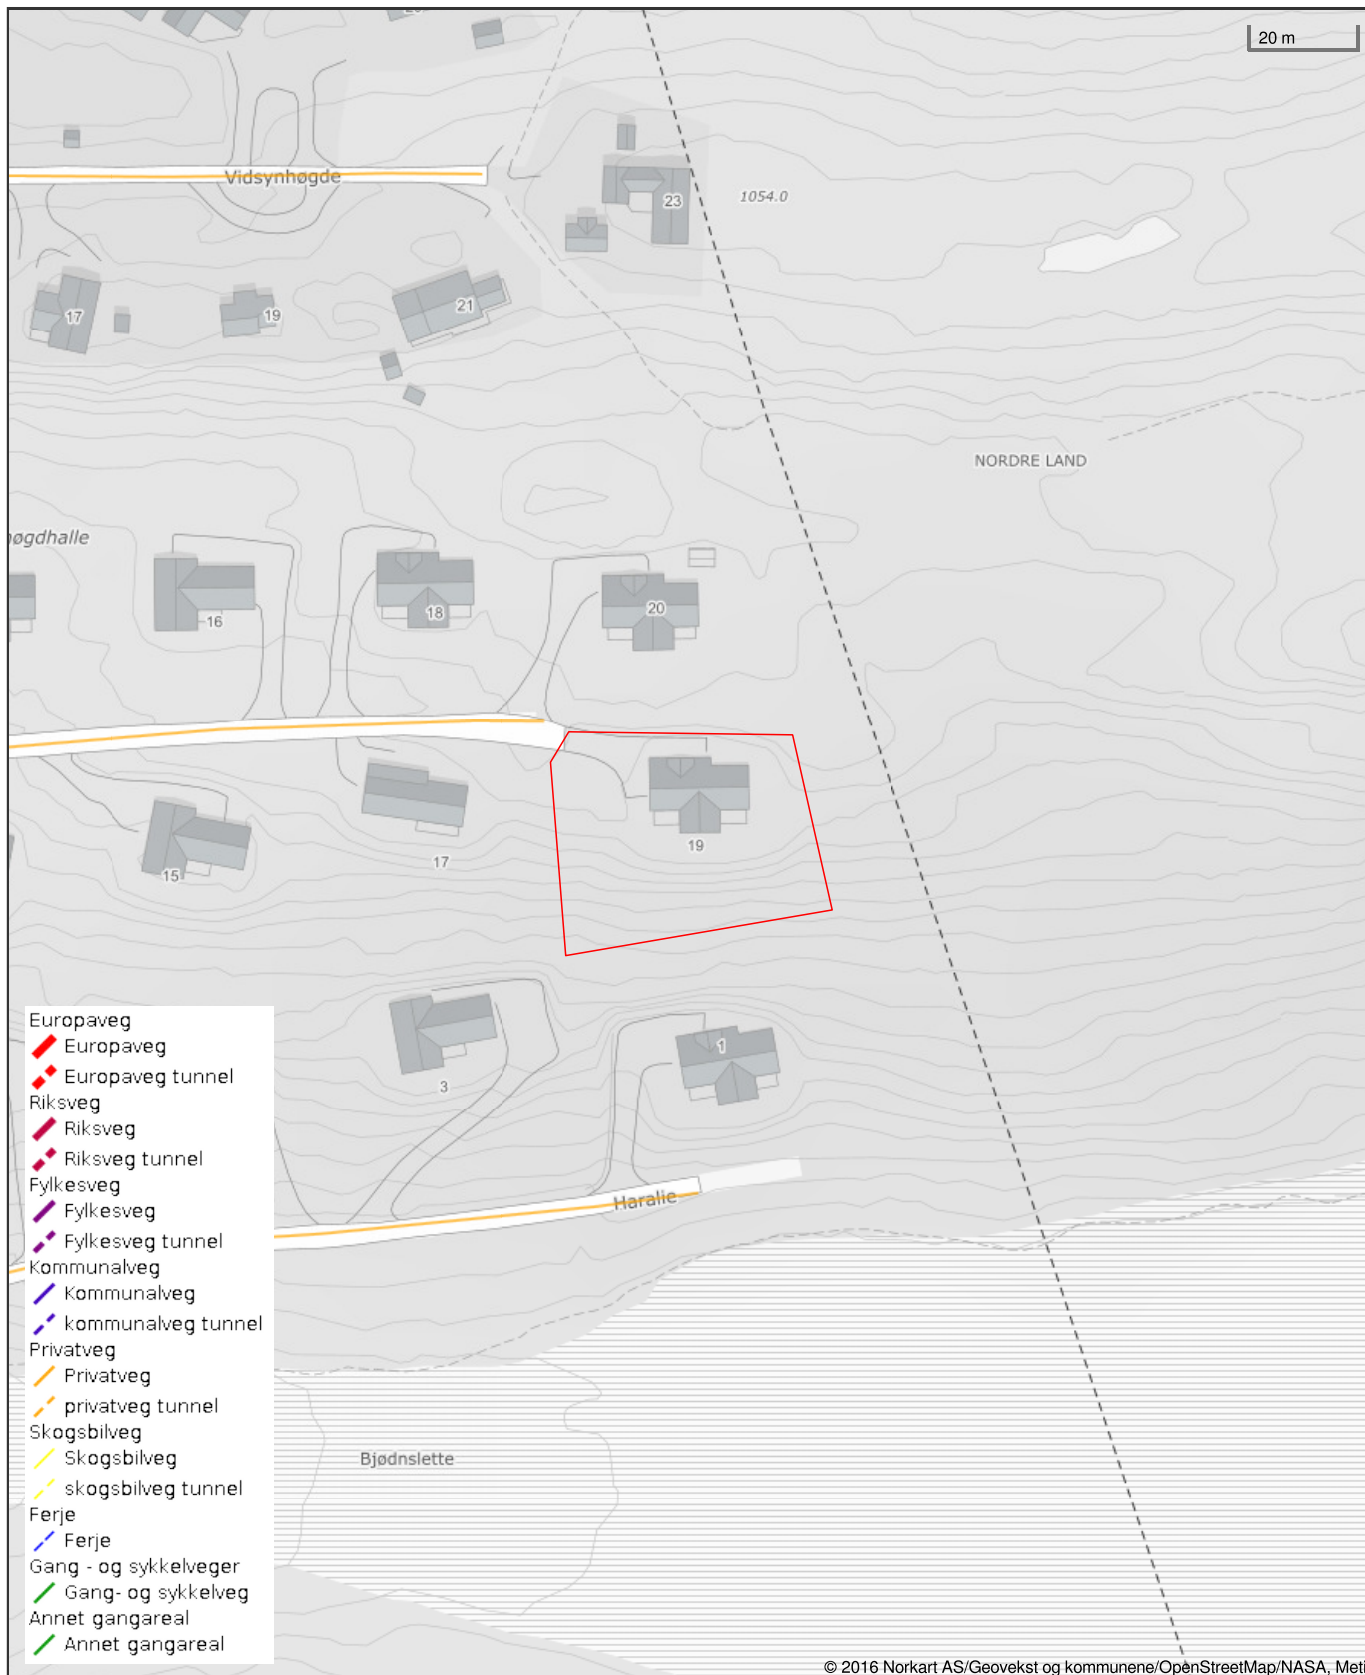 20 m
Vidsynhøgde
23
1054.0
17
19
21
NORDRE LAND
øgdhalle
16
18
20
15
17
19
3
1
Haralie
Bjødnslette
Europaveg
Europaveg
Europaveg tunnel
Riksveg
Riksveg
Riksveg tunnel
Fylkesveg
Fylkesveg
Fylkesveg tunnel
Kommunalveg
Kommunalveg
kommunalveg tunnel
Privatveg
Privatveg
privatveg tunnel
Skogsbilveg
Skogsbilveg
skogsbilveg tunnel
Ferje
Ferje
Gang - og sykkelveger
Gang- og sykkelveg
Annet gangareal
Annet gangareal
© 2016 Norkart AS/Geovekst og kommunene/OpenStreetMap/NASA, Meti